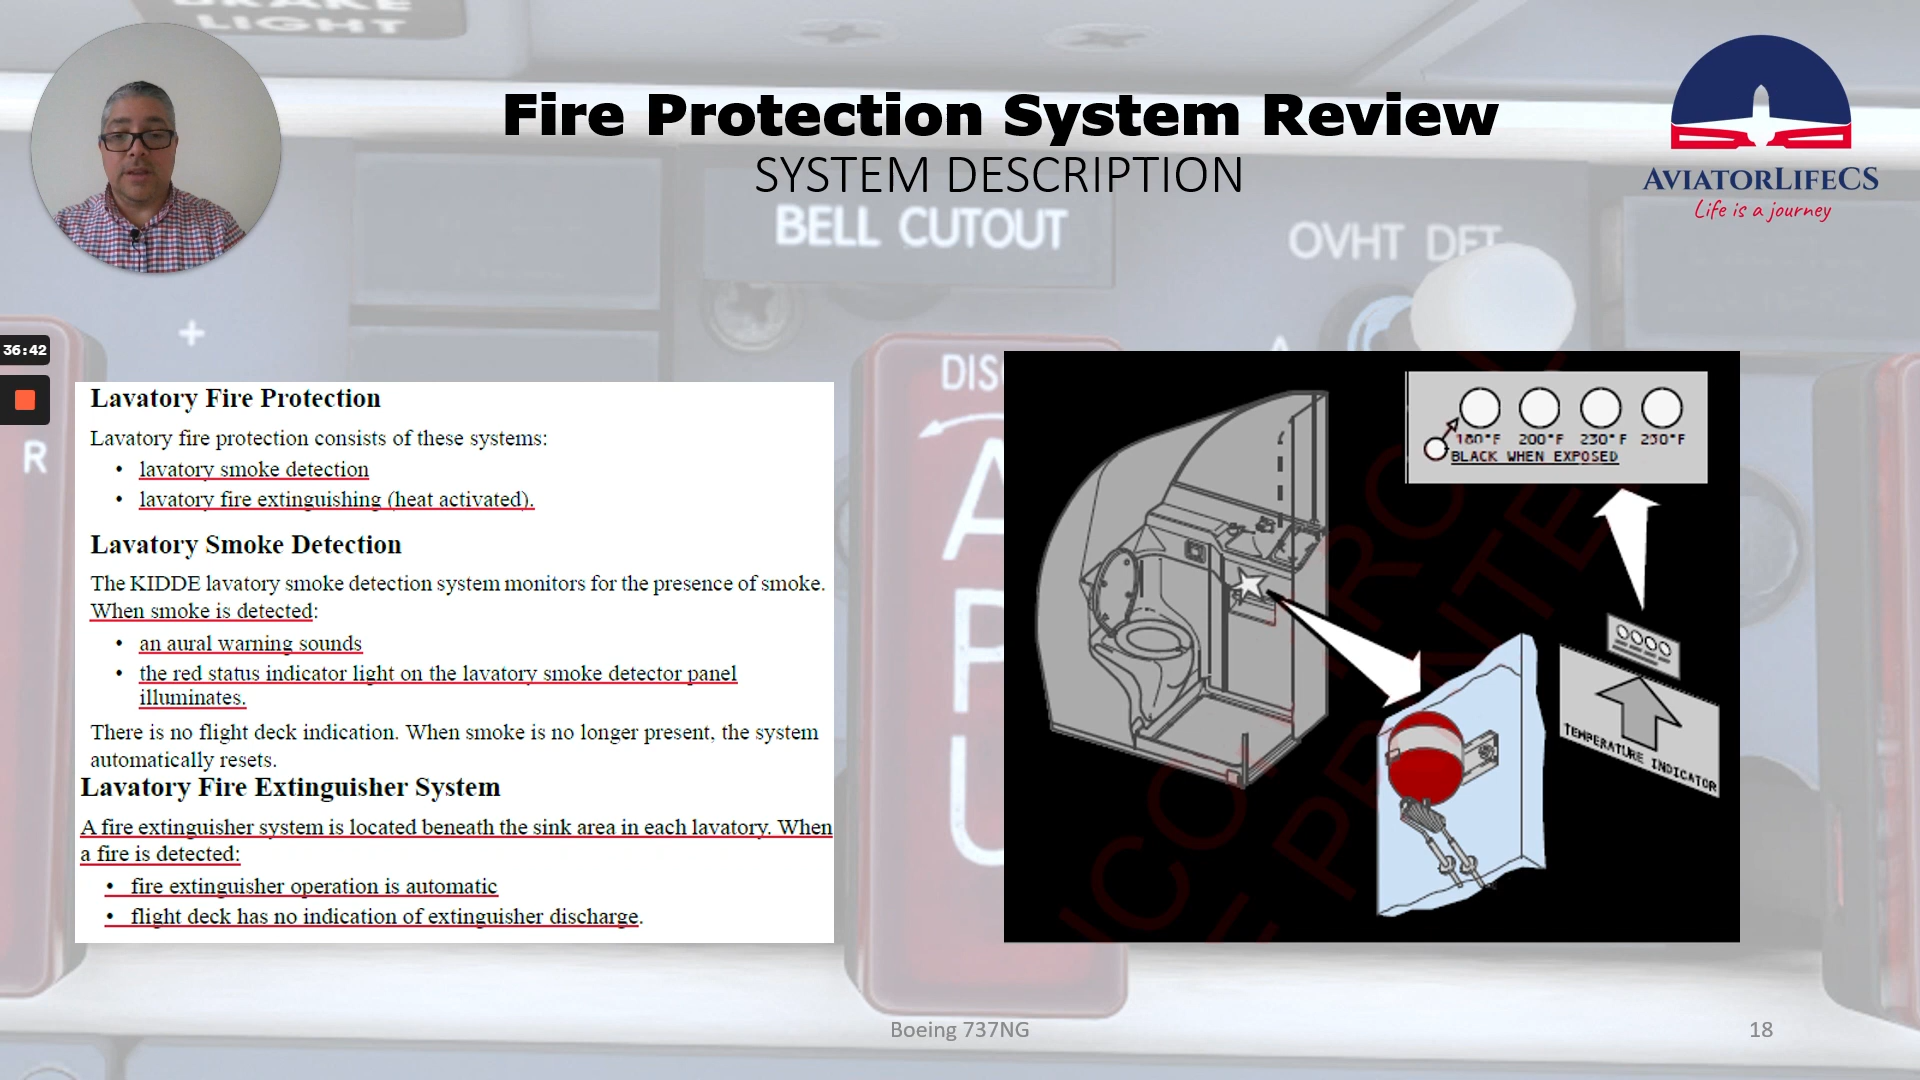 BRAKE
LIGHT
Fire Protection System Review
SYSTEM DESCRIPTION
AVIATORLIFECS
Life is a journey
BELL CUTOUT
OVHT DET
A
36:42
R
DISC
A
P
U
Lavatory Fire Protection
Lavatory fire protection consists of these systems:
• lavatory smoke detection
• lavatory fire extinguishing (heat activated).
Lavatory Smoke Detection
The KIDDE lavatory smoke detection system monitors for the presence of smoke.
When smoke is detected:
• an aural warning sounds
• the red status indicator light on the lavatory smoke detector panel
illuminates.
There is no flight deck indication. When smoke is no longer present, the system
automatically resets.
Lavatory Fire Extinguisher System
A fire extinguisher system is located beneath the sink area in each lavatory. When
a fire is detected:
• fire extinguisher operation is automatic
• flight deck has no indication of extinguisher discharge.
180°F 200°F 230°F 230°F
BLACK WHEN EXPOSED
TEMPERATURE INDICATOR
Boeing 737NG
18